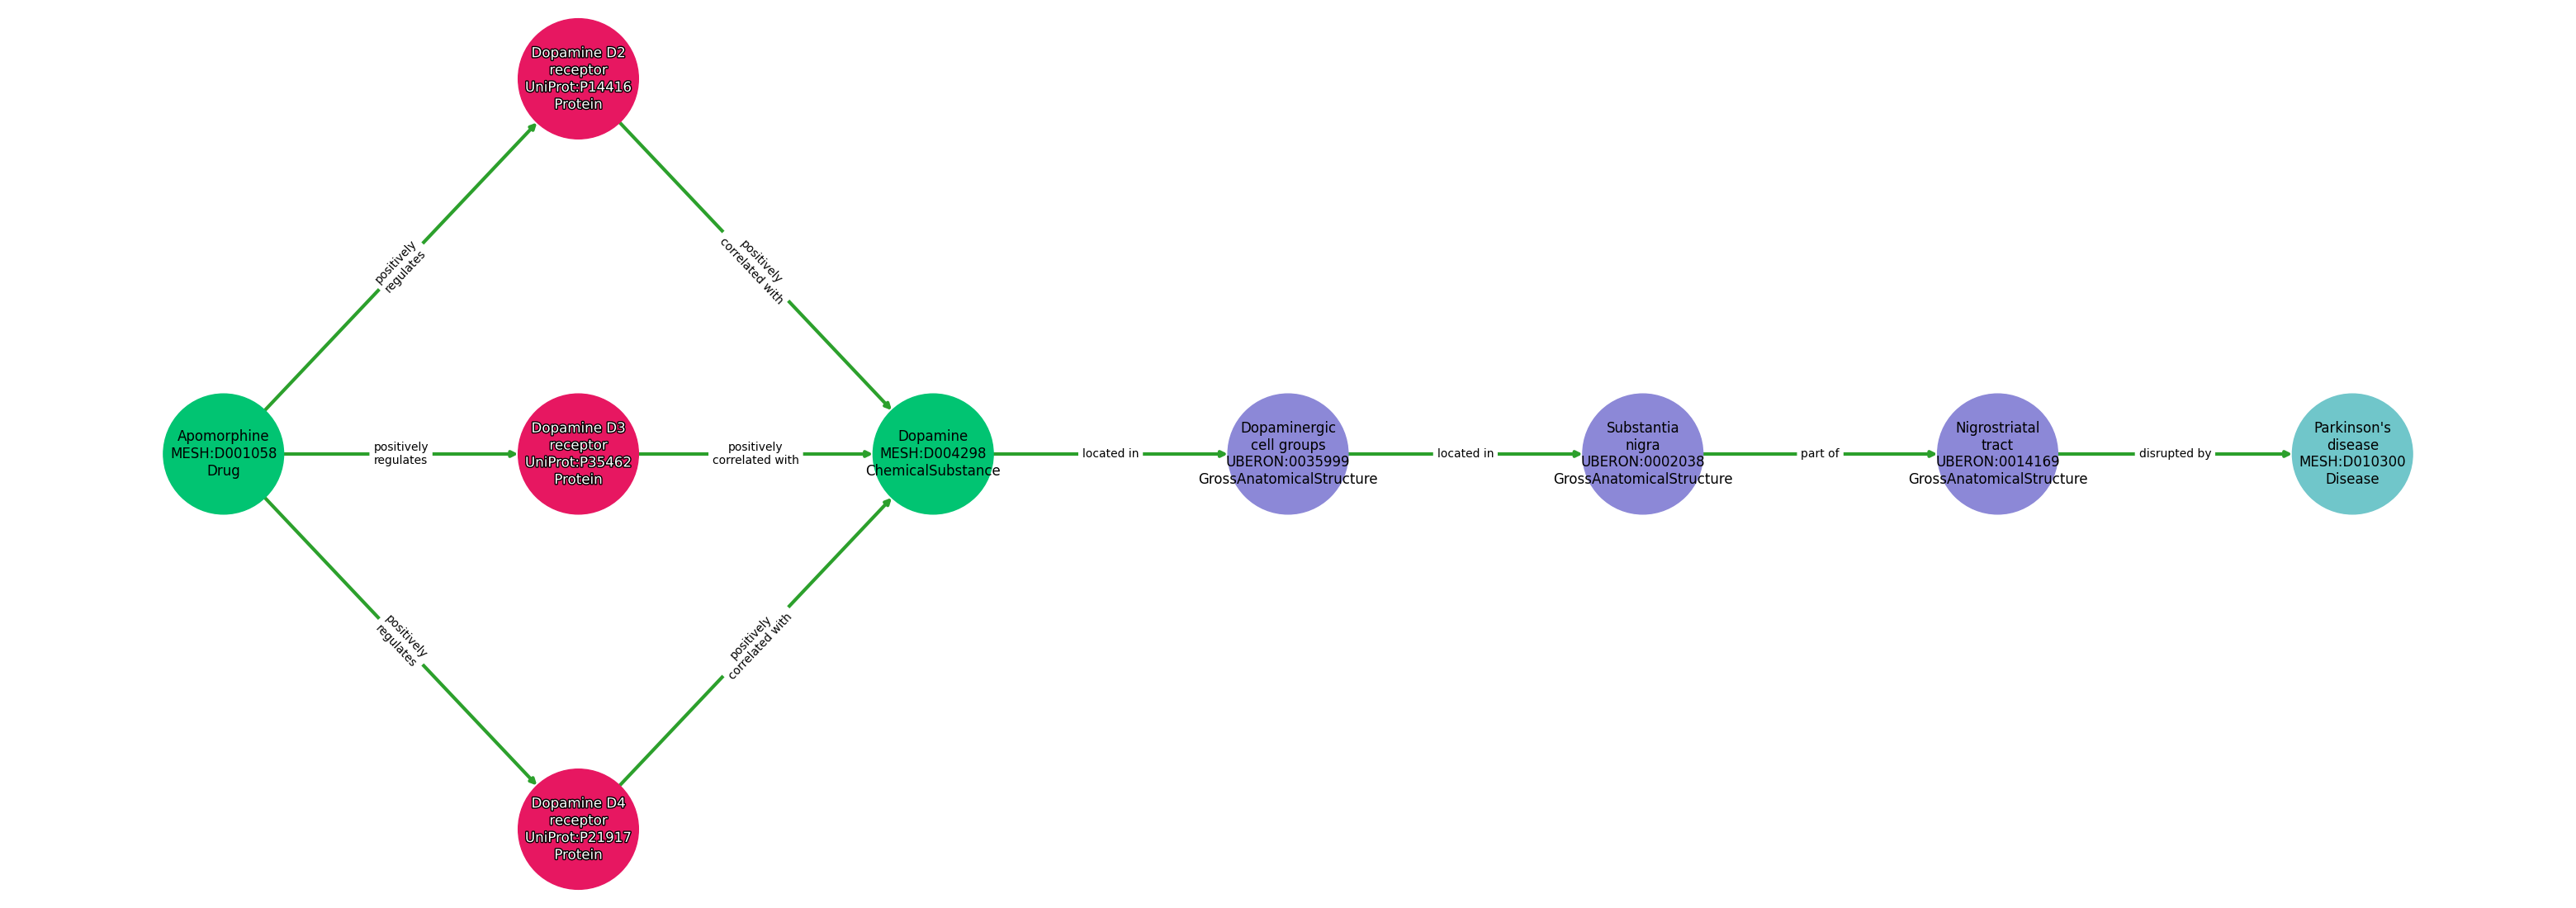 Dopamine D2
receptor
UniProt:P14416
Protein
positively
regulates
positively
correlated with
Apomorphine
MESH:D001058
Drug
positively
regulates
Dopamine D3
receptor
UniProt:P35462
Protein
positively
correlated with
Dopamine
MESH:D004298
ChemicalSubstance
located in
Dopaminergic
cell groups
UBERON:0035999
GrossAnatomicalStructure
located in
Substantia
nigra
UBERON:0002038
GrossAnatomicalStructure
part of
Nigrostriatal
tract
UBERON:0014169
GrossAnatomicalStructure
disrupted by
Parkinson's
disease
MESH:D010300
Disease
positively
regulates
positively
correlated with
Dopamine D4
receptor
UniProt:P21917
Protein